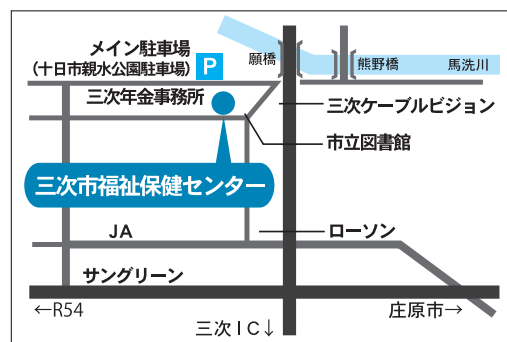 メイン駐車場
(十日市親水公園駐車場)
P
願橋
熊野橋
馬洗川
三次年金事務所
三次ケーブルビジョン
市立図書館
三次市福祉保健センター
JA
ローソン
サングリーン
←R54
庄原市→
三次IC↓